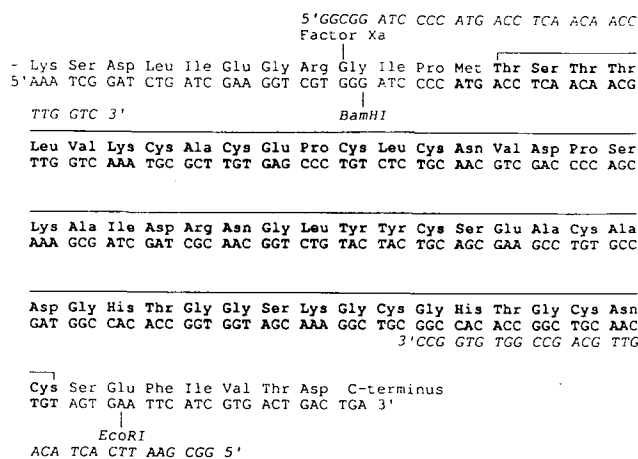 5'GGCGG ATC CCC ATG ACC TCA ACA ACC
Factor Xa
- Lys Ser Asp Leu Ile Glu Gly Arg Gly Ile Pro Met Thr Ser Thr Thr
5'AAA TCG GAT CTG ATC GAA GGT CGT GGG ATC CCC ATG ACC TCA ACA ACG
TTG GTC 3'
BamHI
Leu Val Lys Cys Ala Cys Glu Pro Cys Leu Cys Asn Val Asp Pro Ser
TTG GTC AAA TGC GCT TGT GAG CCC TGT CTC TGC AAC GTC GAC CCC AGC
Lys Ala Ile Asp Arg Asn Gly Leu Tyr Tyr Cys Ser Glu Ala Cys Ala
AAA GCG ATC GAT CGC AAC GGT CTG TAC TAC TGC AGC GAA GCC TGT GCC
Asp Gly His Thr Gly Gly Ser Lys Gly Cys Gly His Thr Gly Cys Asn
GAT GGC CAC ACC GGT GGT AGC AAA GGC TGC GGC CAC ACC GGC TGC AAC
3'CCG GTG TGG CCG ACG TTG
Cys Ser Glu Phe Ile Val Thr Asp C-terminus
TGT AGT GAA TTC ATC GTG ACT GAC TGA 3'
EcoRI
ACA TCA CTT AAG CGG 5'